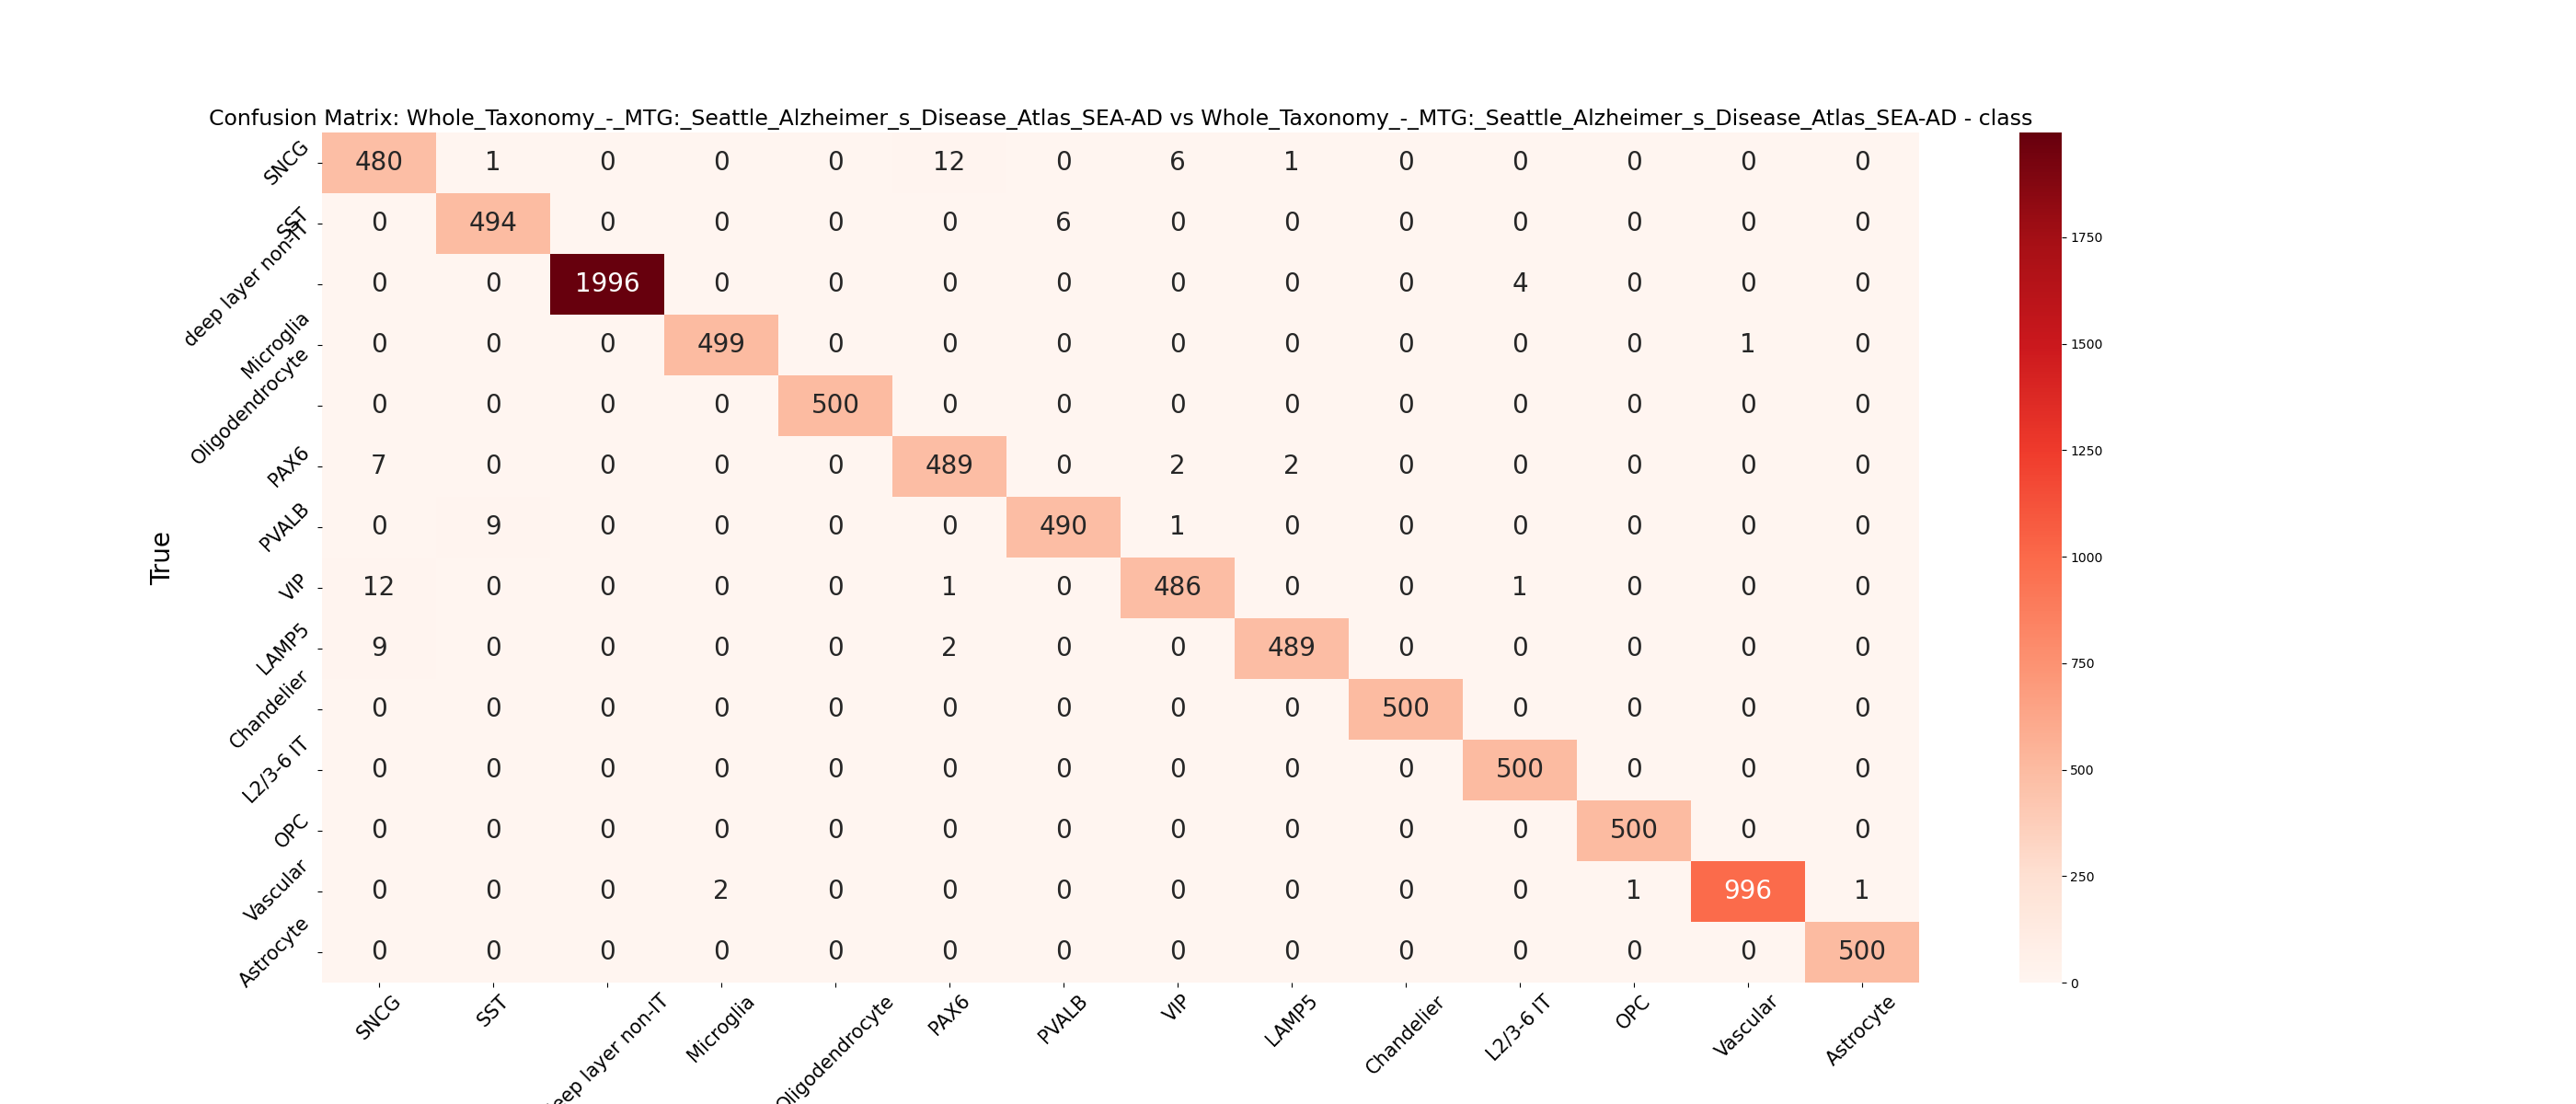 Confusion Matrix: Whole_Taxonomy_-_MTG:_Seattle_Alzheimer_s_Disease_Atlas_SEA-AD vs Whole_Taxonomy_-_MTG:_Seattle_Alzheimer_s_Disease_Atlas_SEA-AD - class
SNCG 480 1 0 0 0 12 0 6 1 0 0 0 0 0
SST 0 494 0 0 0 0 6 0 0 0 0 0 0 0
deep layer non-IT 0 0 1996 0 0 0 0 0 0 0 4 0 0 0
Microglia 0 0 0 499 0 0 0 0 0 0 0 0 1 0
Oligodendrocyte 0 0 0 0 500 0 0 0 0 0 0 0 0 0
PAX6 7 0 0 0 0 489 0 2 2 0 0 0 0 0
PVALB 0 9 0 0 0 0 490 1 0 0 0 0 0 0
VIP 12 0 0 0 0 1 0 486 0 0 1 0 0 0
LAMP5 9 0 0 0 0 2 0 0 489 0 0 0 0 0
Chandelier 0 0 0 0 0 0 0 0 0 500 0 0 0 0
L2/3-6 IT 0 0 0 0 0 0 0 0 0 0 500 0 0 0
OPC 0 0 0 0 0 0 0 0 0 0 0 500 0 0
Vascular 0 0 0 2 0 0 0 0 0 0 0 1 996 1
Astrocyte 0 0 0 0 0 0 0 0 0 0 0 0 0 500
True
SNCG SST eep layer non-IT Microglia Oligodendrocyte PAX6 PVALB VIP LAMP5 Chandelier L2/3-6 IT OPC Vascular Astrocyte
1750
1500
1250
1000
750
500
250
0